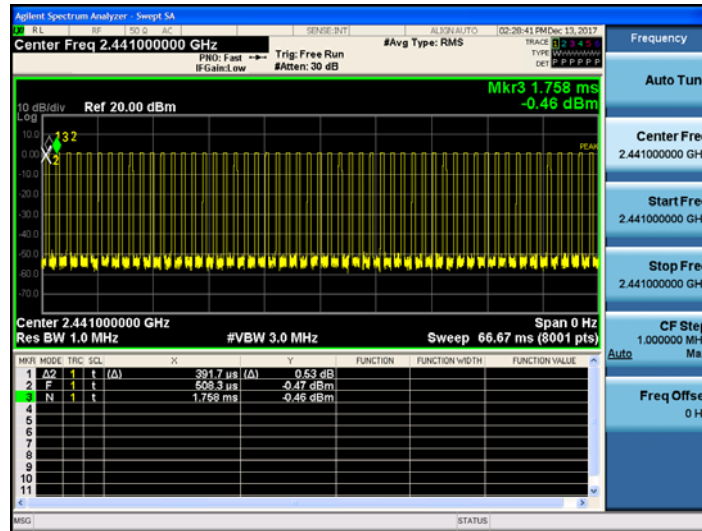 Agilent Spectrum Analyzer - Swept SA
RL RF 50 Ω AC SENSE:INT ALIGNAUTO 02:28:41 PM Dec 13, 2017
Center Freq 2.441000000 GHz
PNO: Fast
IFGain:Low
Trig: Free Run
#Atten: 30 dB
#Avg Type: RMS
TRACE 1 2 3 4 5 6
TYPE
DET P P P P P P
Mkr3 1.758 ms
-0.46 dBm
10 dB/div Ref 20.00 dBm
Log
10.0
0.00
-10.0
-20.0
-30.0
-40.0
-50.0
-60.0
-70.0
1 3 2
2
PEAK
Center 2.441000000 GHz Span 0 Hz
Res BW 1.0 MHz #VBW 3.0 MHz Sweep 66.67 ms (8001 pts)
MKR MODE TRC SCL X Y FUNCTION FUNCTION WIDTH FUNCTION VALUE
1 Δ2 1 t (Δ) 391.7 µs (Δ) 0.53 dB
2 F 1 t 508.3 µs -0.47 dBm
3 N 1 t 1.758 ms -0.46 dBm
4
5
6
7
8
9
10
11
MSG STATUS
Frequency
Auto Tun
Center Fre
2.441000000 GH
Start Fre
2.441000000 GH
Stop Fre
2.441000000 GH
CF Step
1.000000 MH
Auto Ma
Freq Offse
0 H